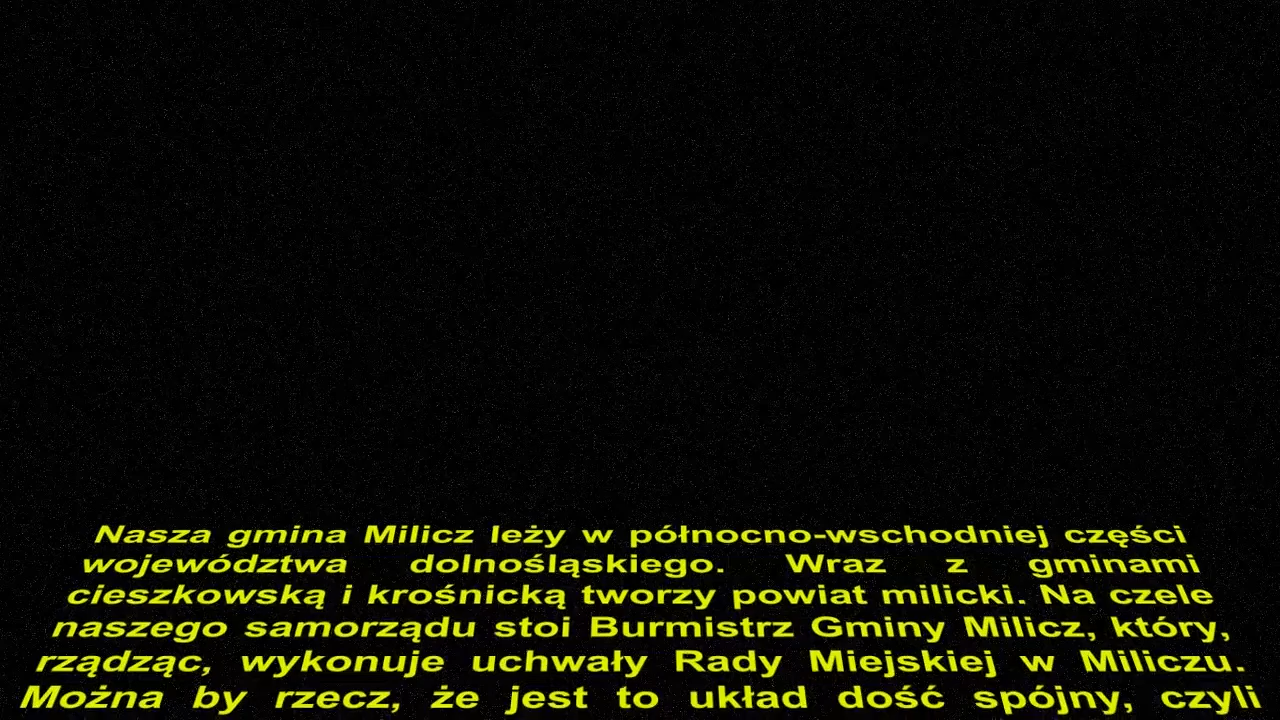 Nasza gmina Milicz leży w północno-wschodniej części
województwa dolnośląskiego. Wraz z gminami
cieszkowską i krośnicką tworzy powiat milicki. Na czele
naszego samorządu stoi Burmistrz Gminy Milicz, który,
rządząc, wykonuje uchwały Rady Miejskiej w Miliczu.
Można by rzecz, że jest to układ dość spójny, czyli